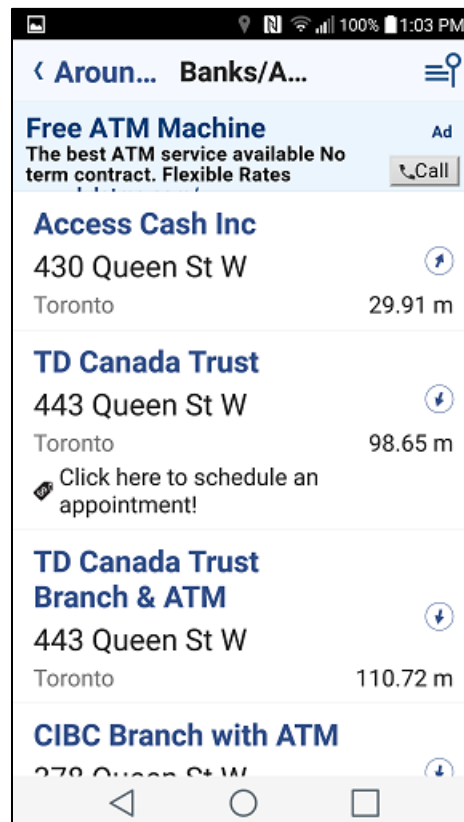 100% 1:03 PM
‹ Aroun... Banks/A...
Free ATM Machine Ad
The best ATM service available No
term contract. Flexible Rates
Call
Access Cash Inc
430 Queen St W
Toronto 29.91 m
TD Canada Trust
443 Queen St W
Toronto 98.65 m
Click here to schedule an
appointment!
TD Canada Trust
Branch & ATM
443 Queen St W
Toronto 110.72 m
CIBC Branch with ATM
378 Queen St W